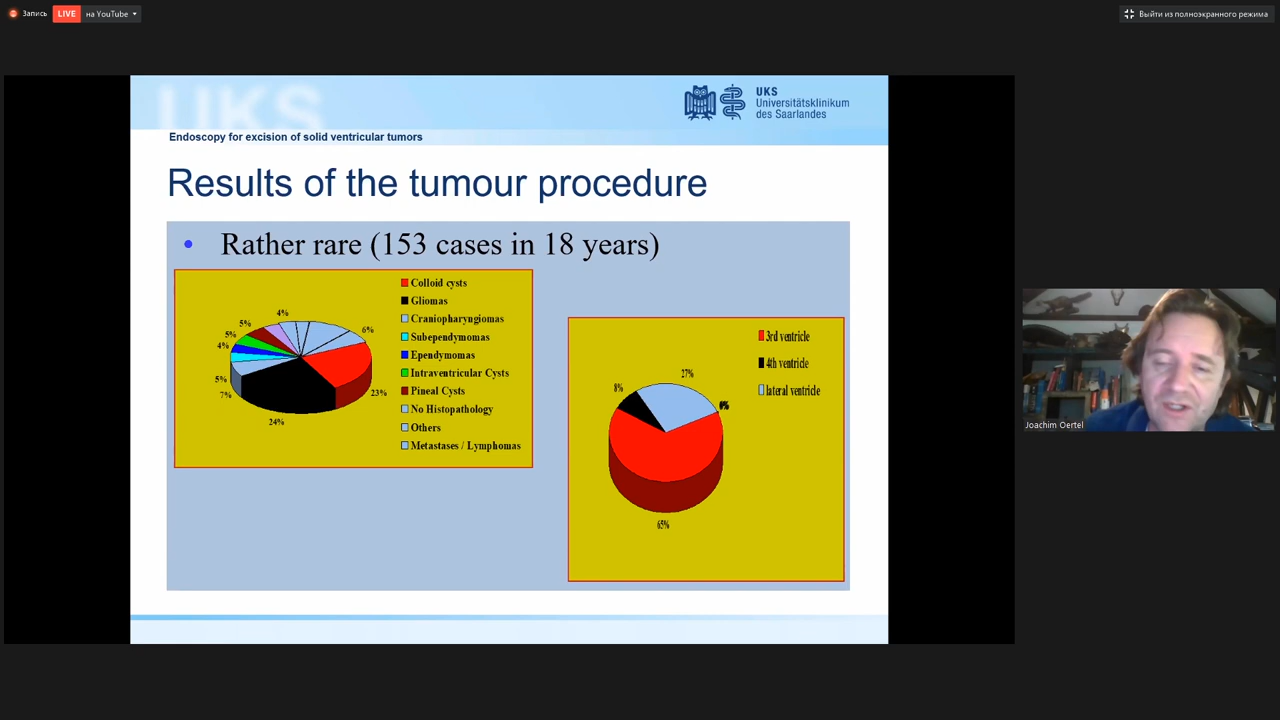 Запись
LIVE
на YouTube
Выйти из полноэкранного режима
UKS
UKS
Universitätsklinikum
des Saarlandes
Endoscopy for excision of solid ventricular tumors
Results of the tumour procedure
• Rather rare (153 cases in 18 years)
Colloid cysts
Gliomas
Craniopharyngiomas
Subependymomas
Ependymomas
Intraventricular Cysts
Pineal Cysts
No Histopathology
Others
Metastases / Lymphomas
4%
5%
5%
4%
5%
7%
24%
23%
6%
3rd ventricle
4th ventricle
lateral ventricle
8%
27%
65%
Joachim Oertel